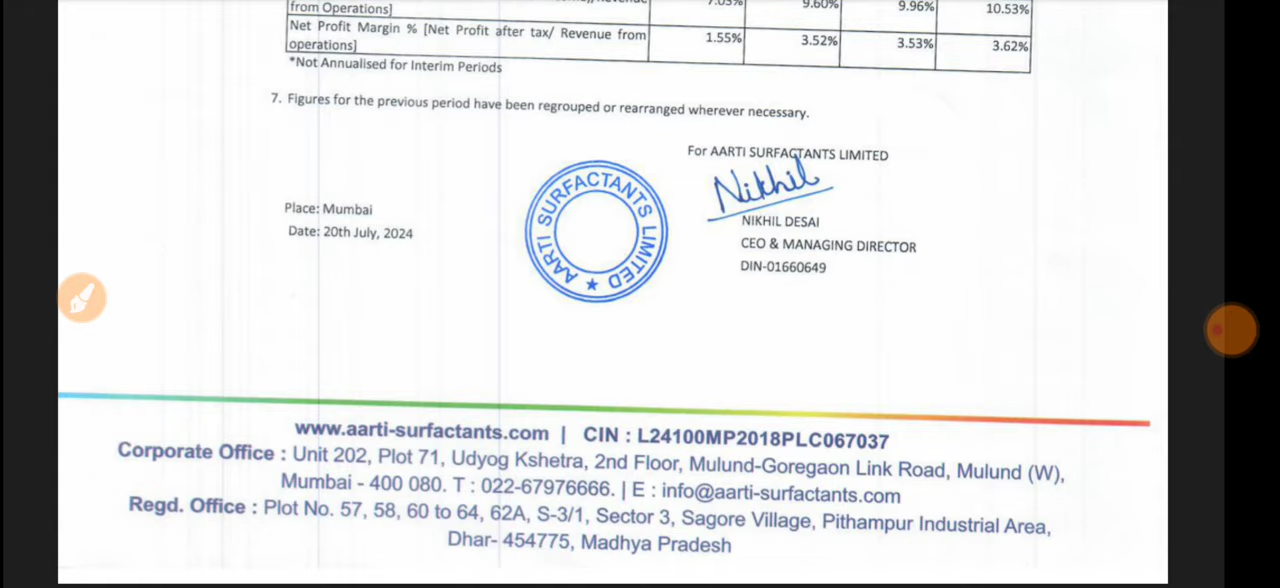 from Operations]
7.03% 9.60% 9.96% 10.53%
Net Profit Margin % [Net Profit after tax/ Revenue from
operations]
1.55% 3.52% 3.53% 3.62%
*Not Annualised for Interim Periods
7. Figures for the previous period have been regrouped or rearranged wherever necessary.
For AARTI SURFACTANTS LIMITED
AARTI SURFACTANTS LIMITED ★
Nikhil
Place: Mumbai
Date: 20th July, 2024
NIKHIL DESAI
CEO & MANAGING DIRECTOR
DIN-01660649
www.aarti-surfactants.com | CIN : L24100MP2018PLC067037
Corporate Office : Unit 202, Plot 71, Udyog Kshetra, 2nd Floor, Mulund-Goregaon Link Road, Mulund (W),
Mumbai - 400 080. T : 022-67976666. | E : info@aarti-surfactants.com
Regd. Office : Plot No. 57, 58, 60 to 64, 62A, S-3/1, Sector 3, Sagore Village, Pithampur Industrial Area,
Dhar- 454775, Madhya Pradesh